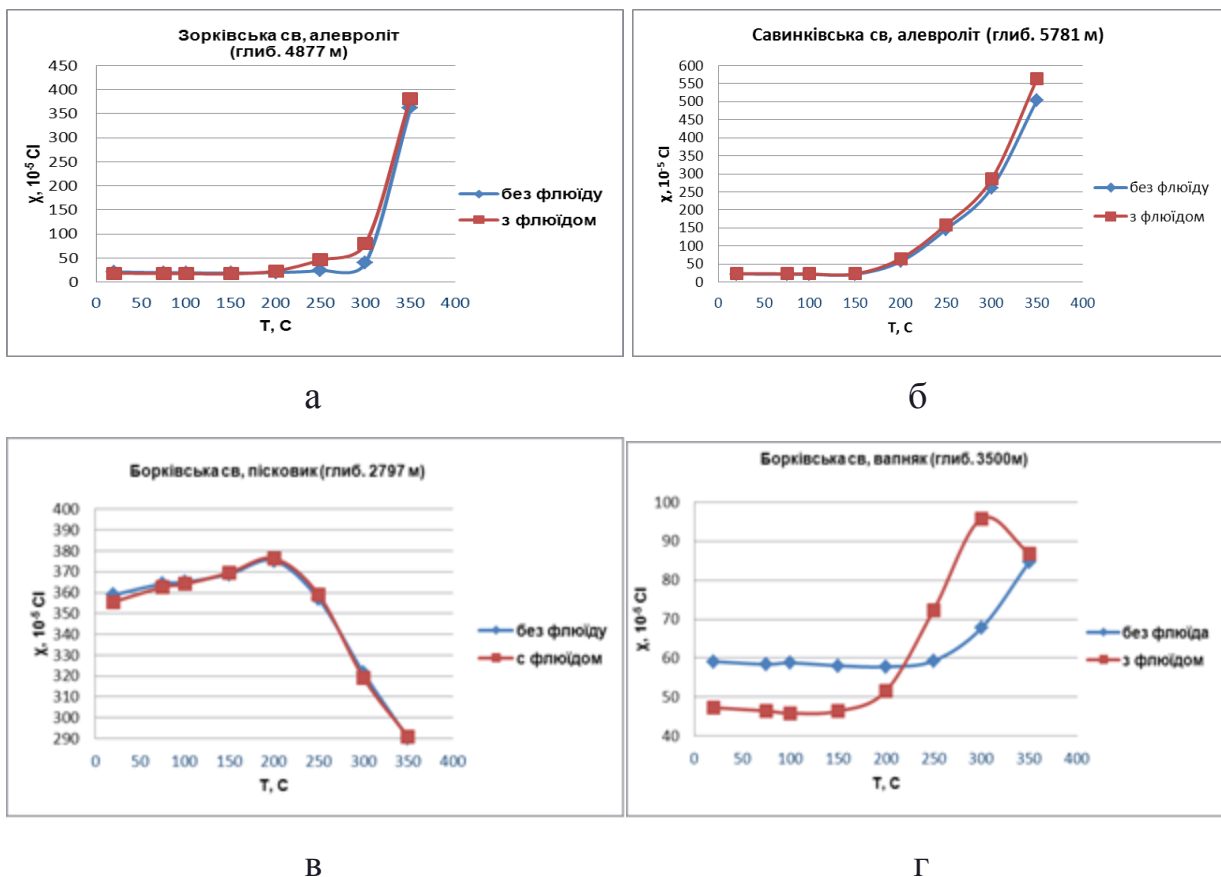 Зорківська св, алевроліт
(глиб. 4877 м)
450
400
350
300
250
200
150
100
50
0
χ, 10⁻⁵ СІ
0 50 100 150 200 250 300 350 400
Т, С
без флюїду
з флюїдом
Савинківська св, алевроліт (глиб. 5781 м)
600
550
500
450
400
350
300
250
200
150
100
50
0
χ, 10⁻⁵ СІ
0 50 100 150 200 250 300 350 400
Т, С
без флюїду
з флюїдом
а
б
Борківська св, пісковик (глиб. 2797 м)
400
390
380
370
360
350
340
330
320
310
300
290
χ, 10⁻⁵ СІ
0 50 100 150 200 250 300 350 400
Т, С
без флюїду
с флюїдом
Борківська св, вапняк (глиб. 3500м)
100
90
80
70
60
50
40
χ, 10⁻⁵ СІ
0 50 100 150 200 250 300 350 400
Т, С
без флюїда
з флюїдом
в
г